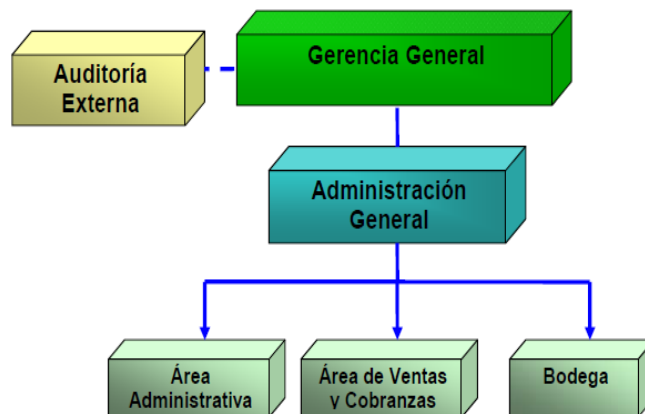 Gerencia General
Auditoría
Externa
Administración
General
Área
Administrativa
Área de Ventas
y Cobranzas
Bodega